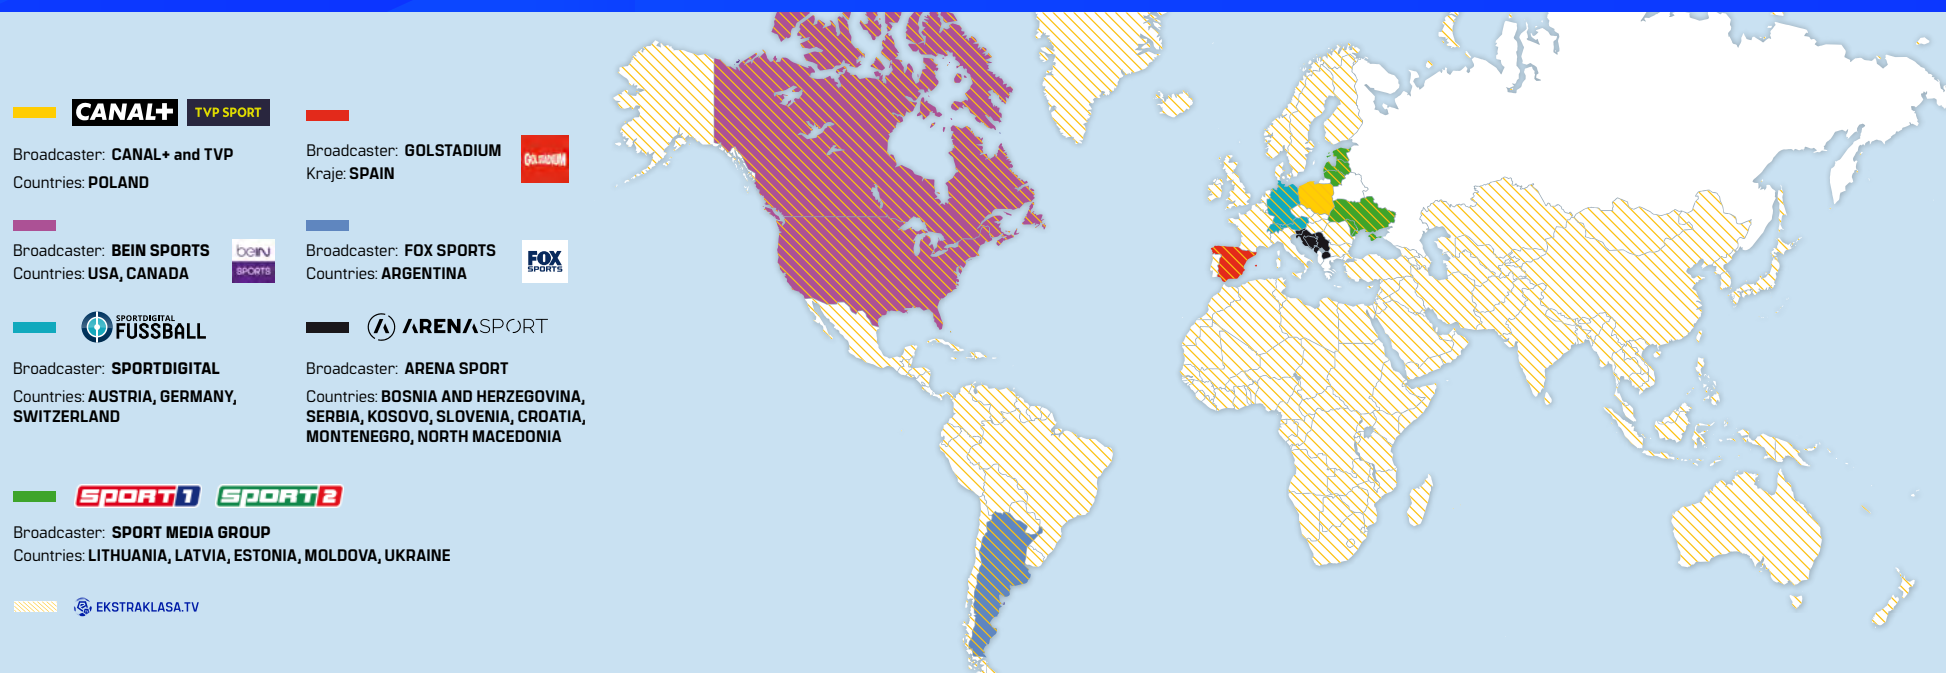 CANAL+ TVP SPORT
Broadcaster: CANAL+ and TVP
Countries: POLAND
Broadcaster: GOLSTADIUM
Kraje: SPAIN
GOLSTADIUM
Broadcaster: BEIN SPORTS
Countries: USA, CANADA
beIN
SPORTS
Broadcaster: FOX SPORTS
Countries: ARGENTINA
FOX
SPORTS
SPORTDIGITAL
FUSSBALL
Broadcaster: SPORTDIGITAL
Countries: AUSTRIA, GERMANY,
SWITZERLAND
ARENASPORT
Broadcaster: ARENA SPORT
Countries: BOSNIA AND HERZEGOVINA,
SERBIA, KOSOVO, SLOVENIA, CROATIA,
MONTENEGRO, NORTH MACEDONIA
SPORT1 SPORT2
Broadcaster: SPORT MEDIA GROUP
Countries: LITHUANIA, LATVIA, ESTONIA, MOLDOVA, UKRAINE
EKSTRAKLASA.TV